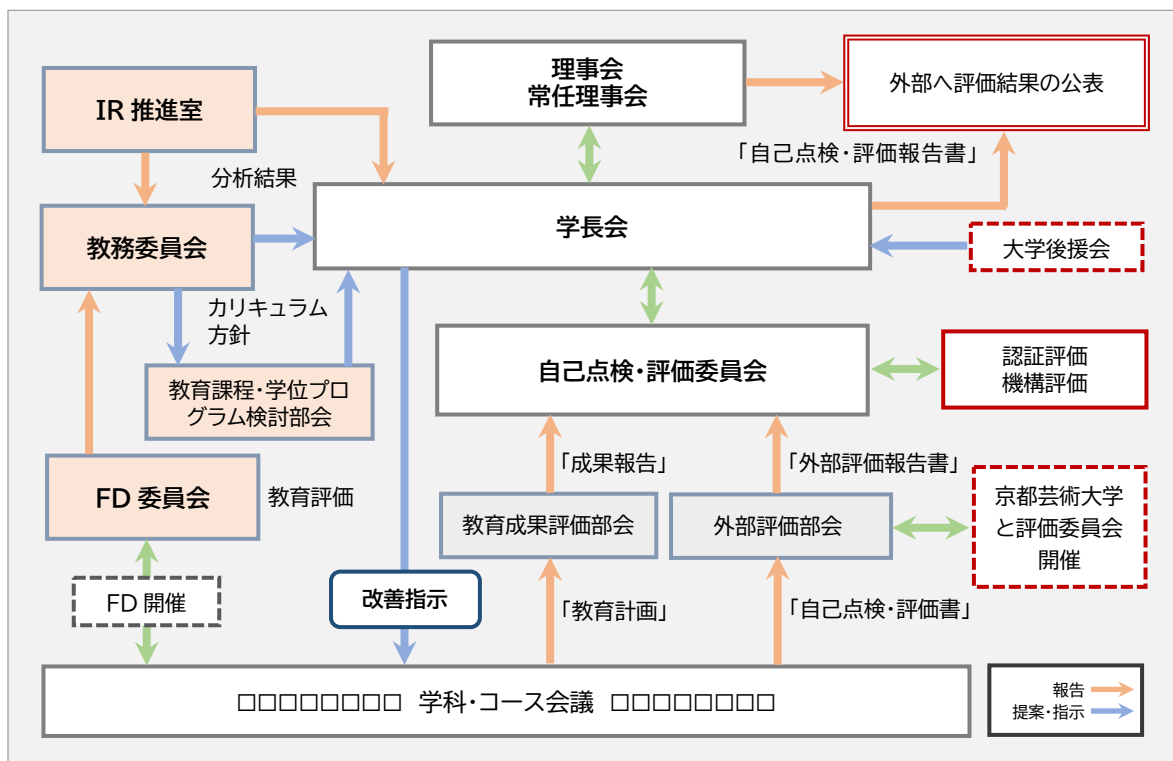 理事会
常任理事会
外部へ評価結果の公表
IR 推進室
「自己点検・評価報告書」
分析結果
学長会
教務委員会
大学後援会
カリキュラム
方針
自己点検・評価委員会
認証評価
機構評価
教育課程・学位プロ
グラム検討部会
「成果報告」
「外部評価報告書」
FD 委員会
教育評価
教育成果評価部会
外部評価部会
京都芸術大学
と評価委員会
開催
FD 開催
改善指示
「教育計画」
「自己点検・評価書」
□□□□□□□□ 学科・コース会議 □□□□□□□□
報告
提案・指示